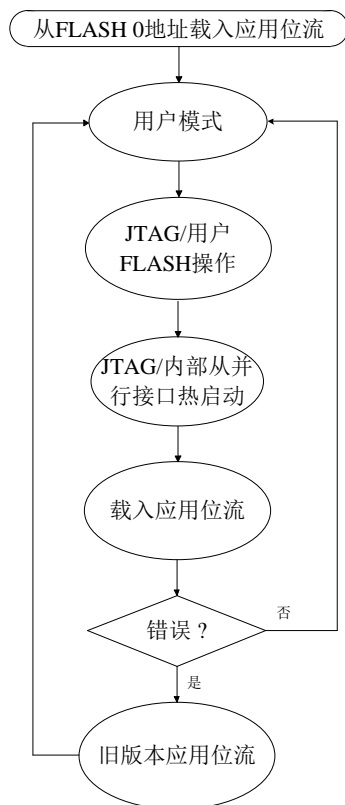 从FLASH 0地址载入应用位流
用户模式
JTAG/用户
FLASH操作
JTAG/内部从并
行接口热启动
载入应用位流
错误 ?
否
是
旧版本应用位流